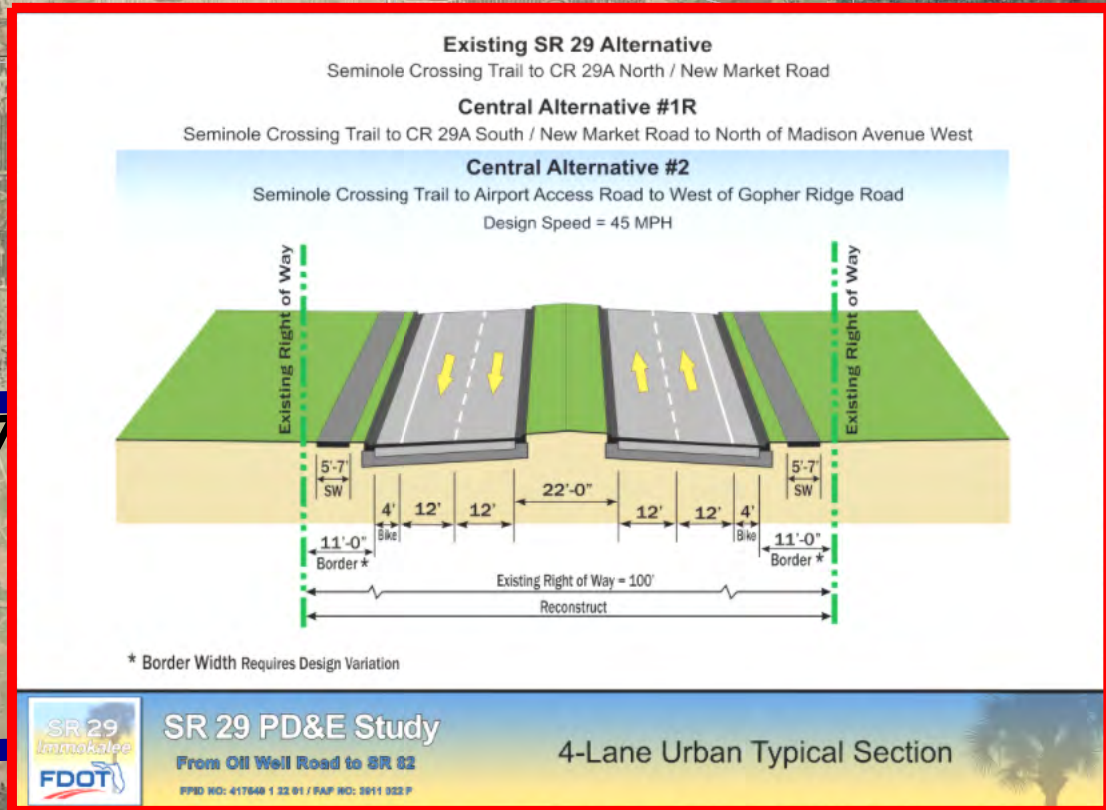 Existing SR 29 Alternative
Seminole Crossing Trail to CR 29A North / New Market Road
Central Alternative #1R
Seminole Crossing Trail to CR 29A South / New Market Road to North of Madison Avenue West
Central Alternative #2
Seminole Crossing Trail to Airport Access Road to West of Gopher Ridge Road
Design Speed = 45 MPH
Existing Right of Way
Existing Right of Way
5'-7'
SW
4'
Bike
12'
12'
22'-0"
12'
12'
4'
Bike
5'-7'
SW
11'-0"
Border *
11'-0"
Border *
Existing Right of Way = 100'
Reconstruct
* Border Width Requires Design Variation
SR 29
Immokalee
FDOT
SR 29 PD&E Study
From Oil Well Road to SR 82
4-Lane Urban Typical Section